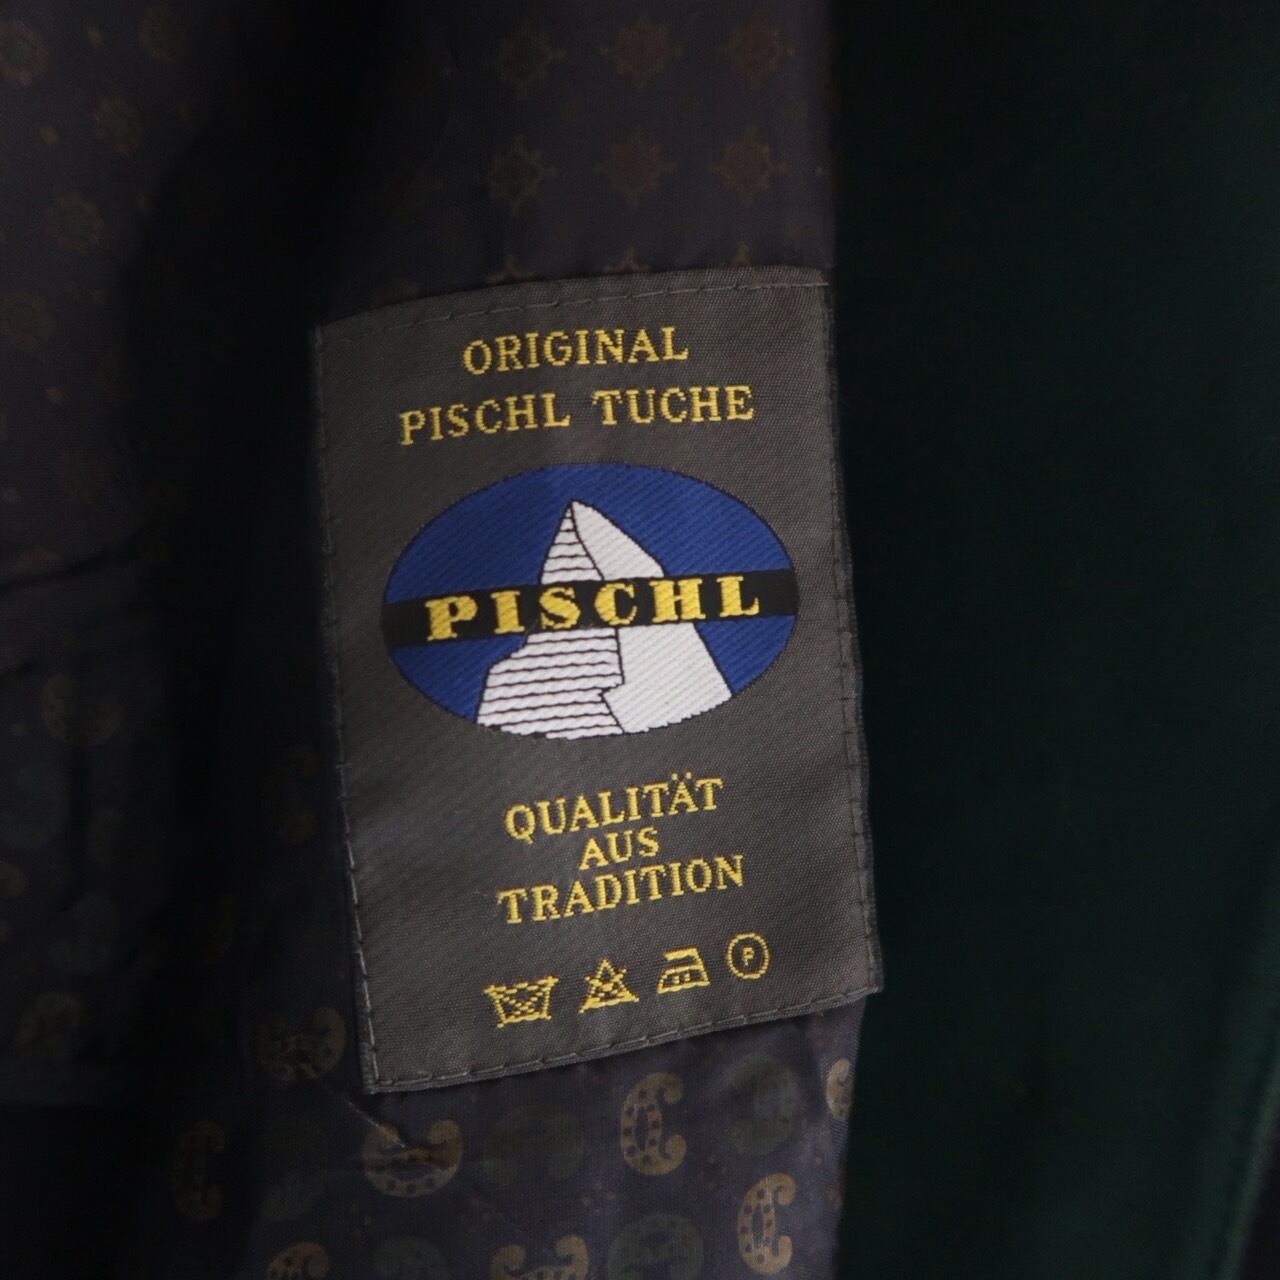 ORIGINAL
PISCHL TUCHE
PISCHL
QUALITÄT
AUS
TRADITION
P